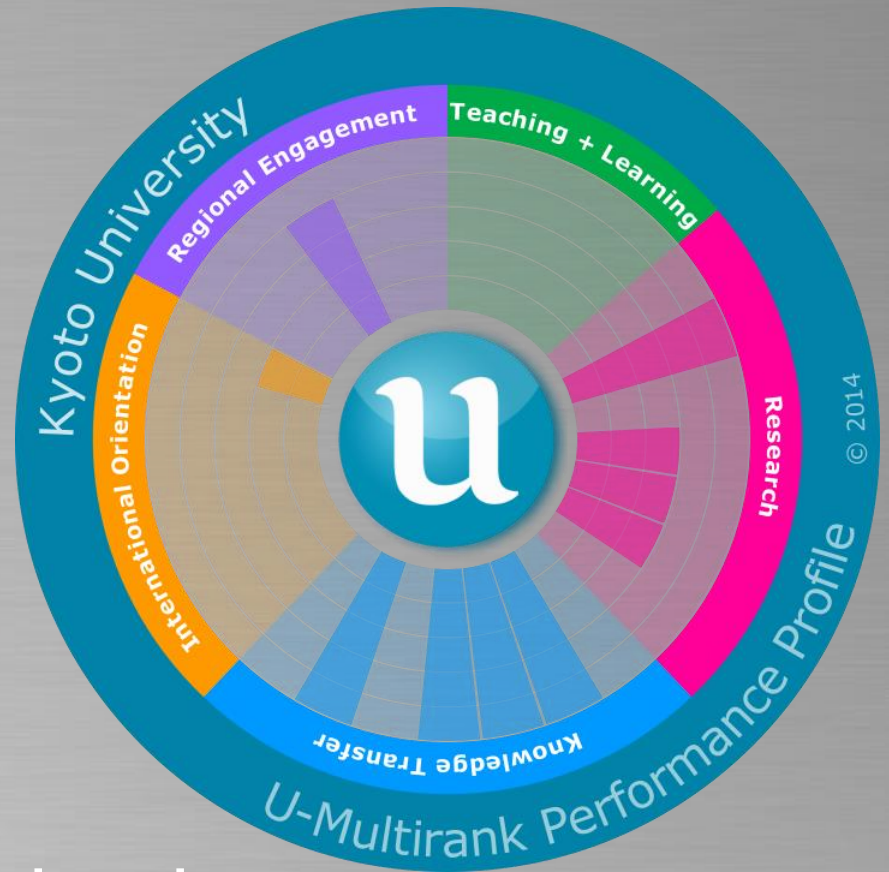 Kyoto University
Regional Engagement
Teaching + Learning
International Orientation
Research
© 2014
u
Knowledge Transfer
U-Multirank Performance Profile